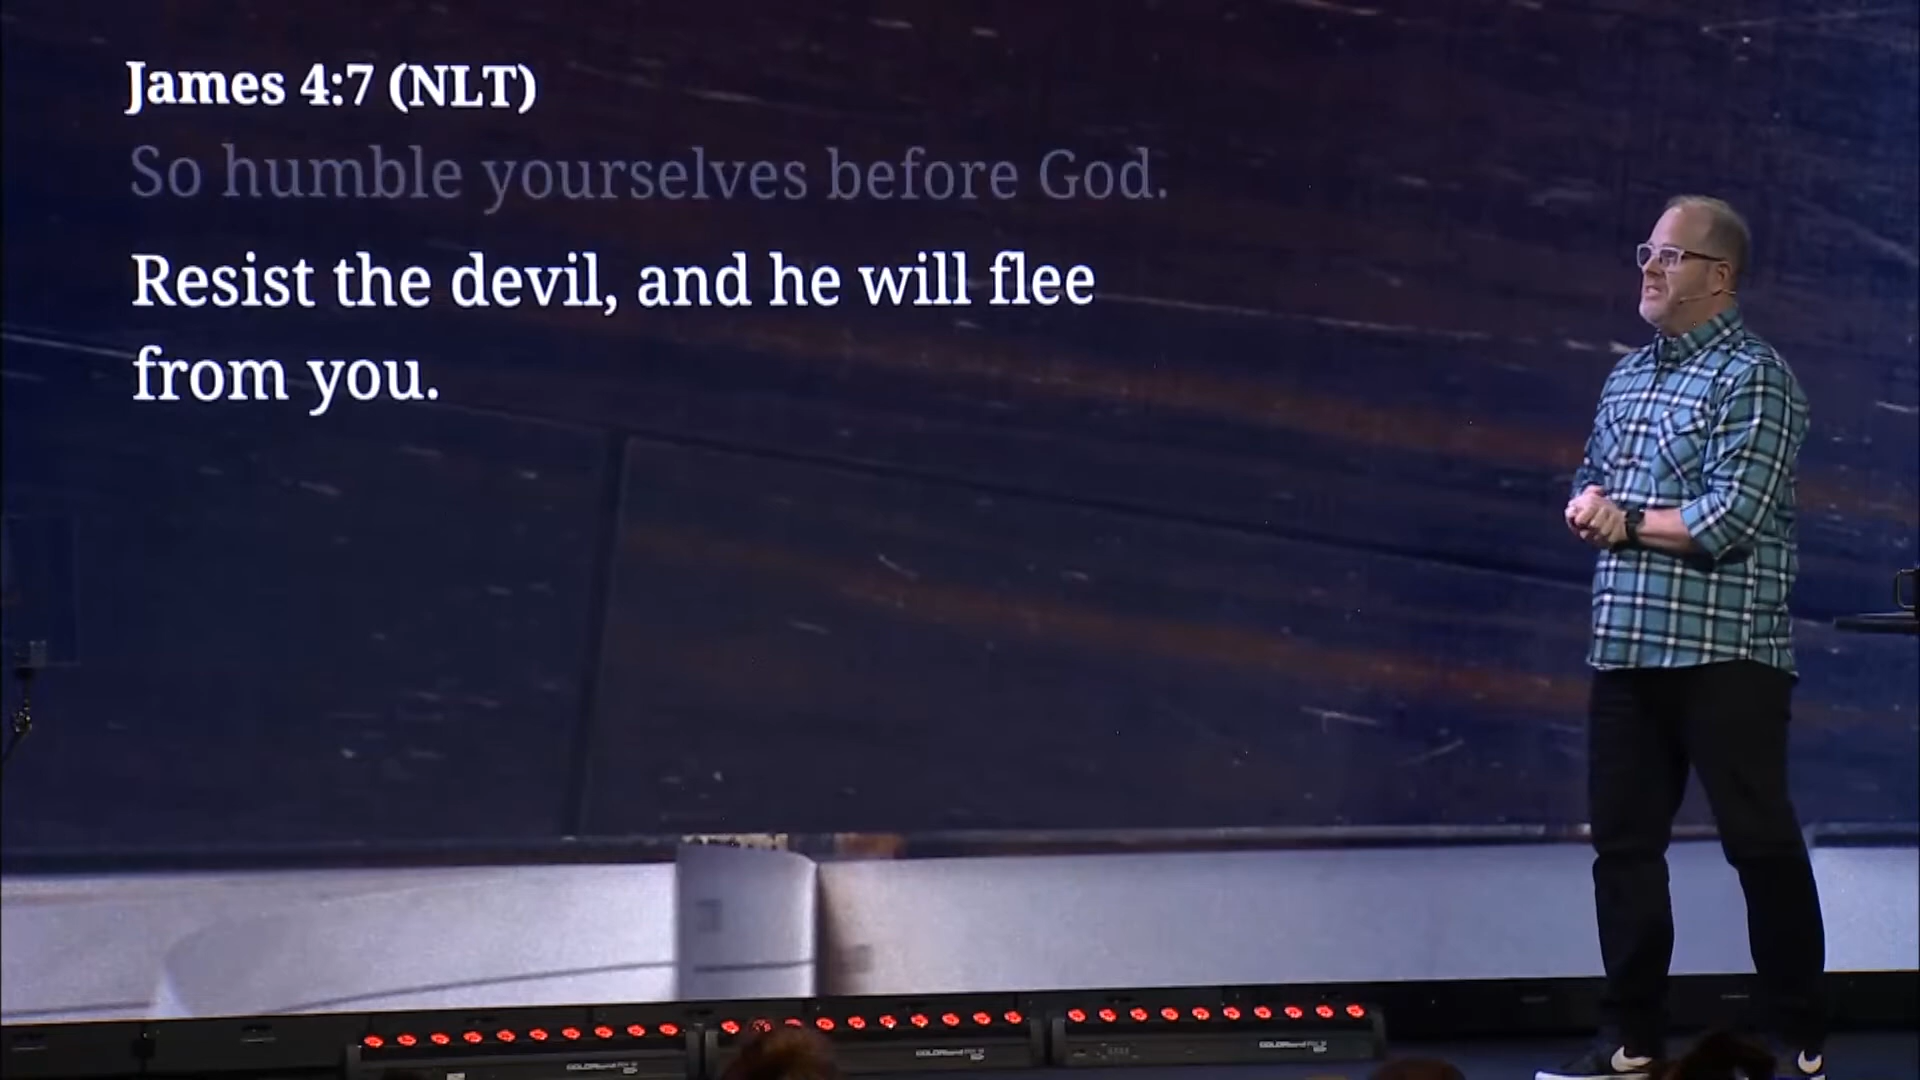 James 4:7 (NLT)
So humble yourselves before God.
Resist the devil, and he will flee
from you.